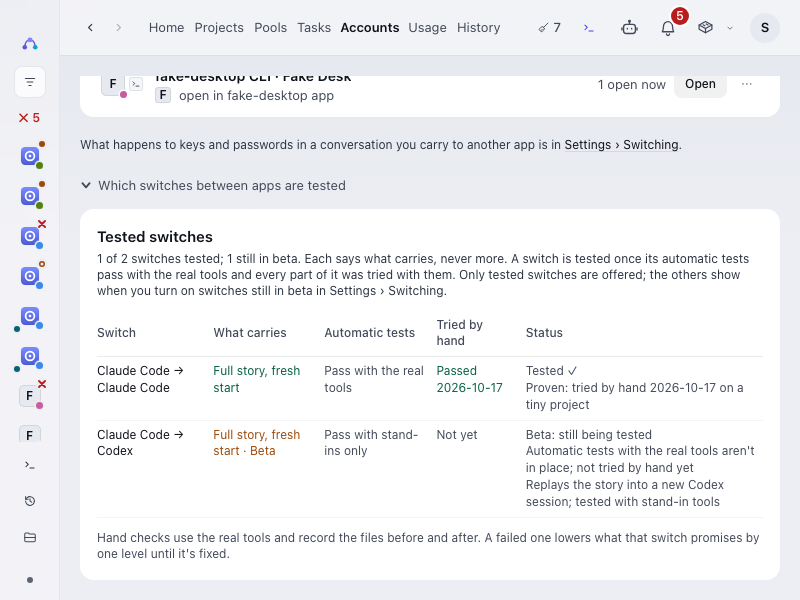 Home Projects Pools Tasks Accounts Usage History 7 5 S
F fake-desktop CLI · Fake Desk
F open in fake-desktop app
1 open now Open ...
5
What happens to keys and passwords in a conversation you carry to another app is in Settings › Switching.
Which switches between apps are tested
Tested switches
1 of 2 switches tested; 1 still in beta. Each says what carries, never more. A switch is tested once its automatic tests
pass with the real tools and every part of it was tried with them. Only tested switches are offered; the others show
when you turn on switches still in beta in Settings › Switching.
Switch What carries Automatic tests Tried by
hand Status
Claude Code → Full story, fresh Pass with the real Passed Tested ✓
Claude Code start tools 2026-10-17 Proven: tried by hand 2026-10-17 on a
tiny project
Claude Code → Full story, fresh Pass with stand- Not yet Beta: still being tested
Codex start · Beta ins only Automatic tests with the real tools aren't
in place; not tried by hand yet
Replays the story into a new Codex
session; tested with stand-in tools
Hand checks use the real tools and record the files before and after. A failed one lowers what that switch promises by
one level until it's fixed.
F
F